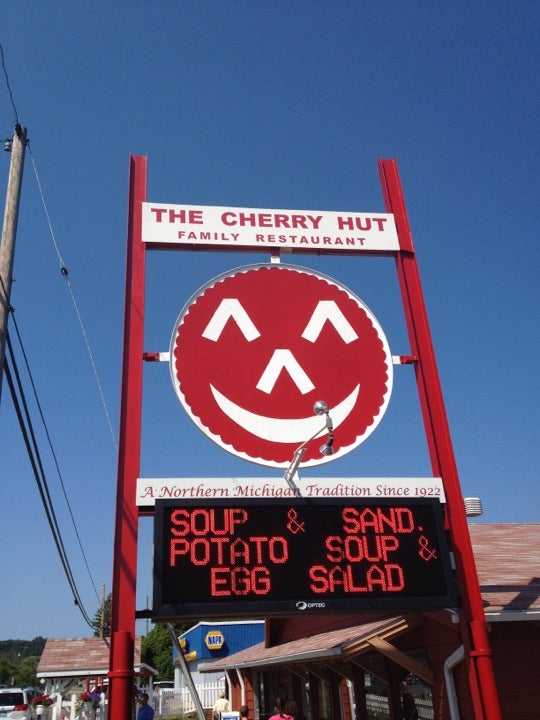 THE CHERRY HUT
FAMILY RESTAURANT
A Northern Michigan Tradition Since 1922
SOUP & SAND.
POTATO SOUP &
EGG SALAD
OPTEC
NAPA